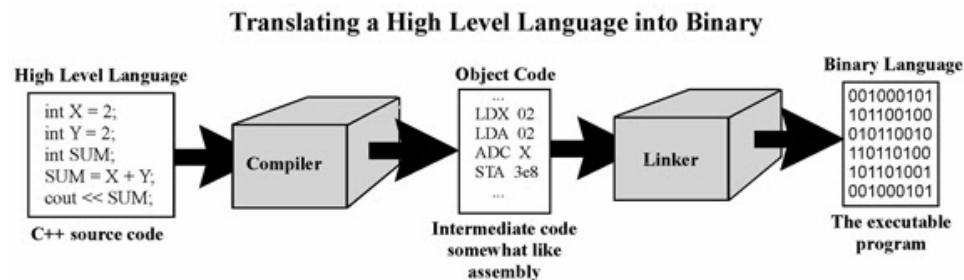 Translating a High Level Language into Binary
High Level Language
int X = 2;
int Y = 2;
int SUM;
SUM = X + Y;
cout << SUM;
C++ source code
Compiler
Object Code
...
LDX 02
LDA 02
ADC X
STA 3e8
...
Intermediate code
somewhat like
assembly
Linker
Binary Language
001000101
101100100
010110010
110110100
101101001
001000101
The executable
program